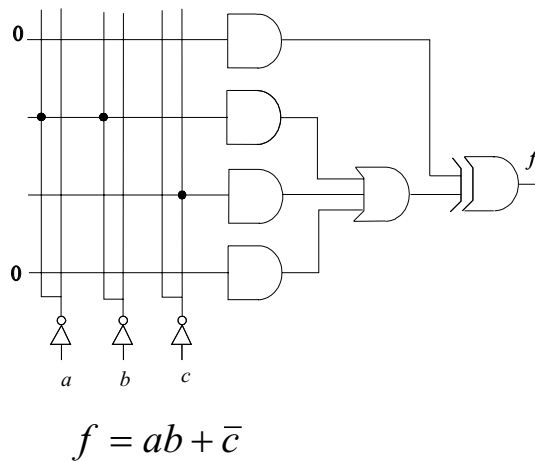 0
f
0
a b c
f = ab + c̄